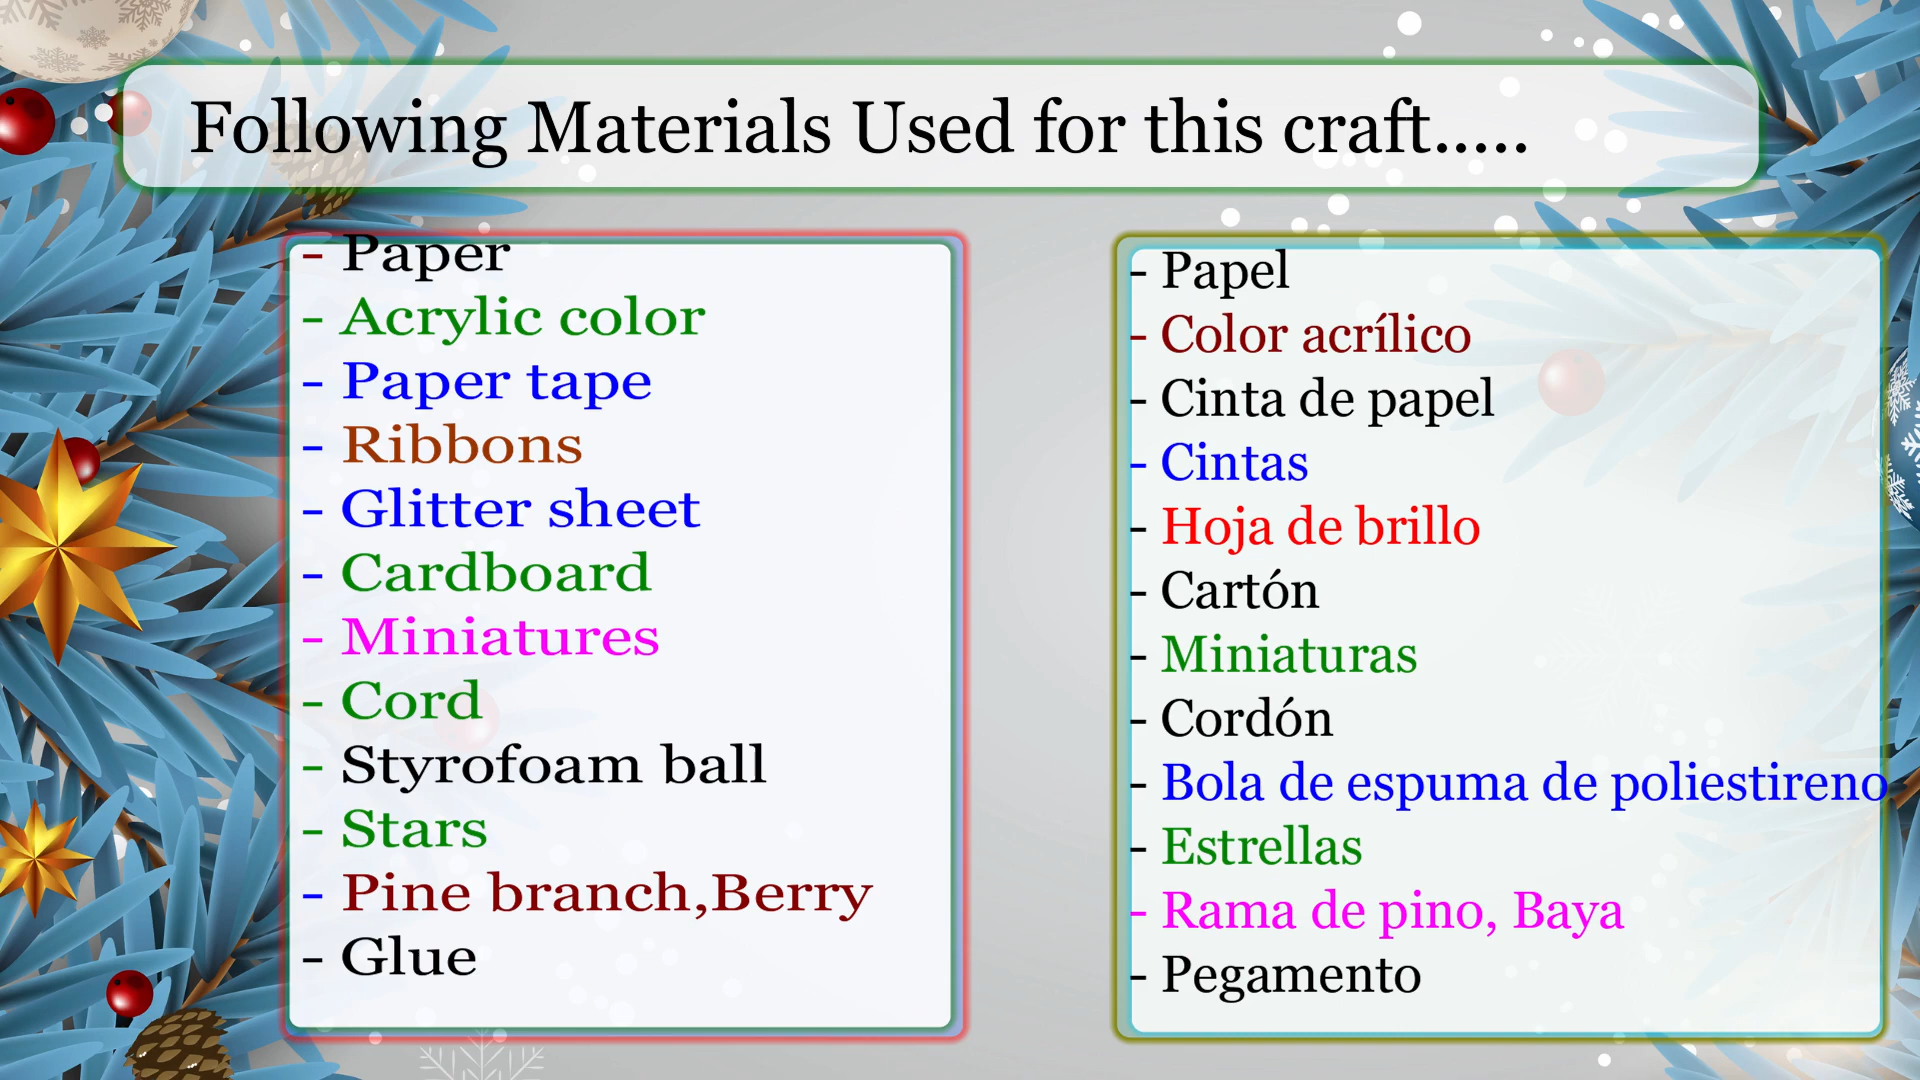 Following Materials Used for this craft.....
- Paper
- Acrylic color
- Paper tape
- Ribbons
- Glitter sheet
- Cardboard
- Miniatures
- Cord
- Styrofoam ball
- Stars
- Pine branch,Berry
- Glue
- Papel
- Color acrílico
- Cinta de papel
- Cintas
- Hoja de brillo
- Cartón
- Miniaturas
- Cordón
- Bola de espuma de poliestireno
- Estrellas
- Rama de pino, Baya
- Pegamento